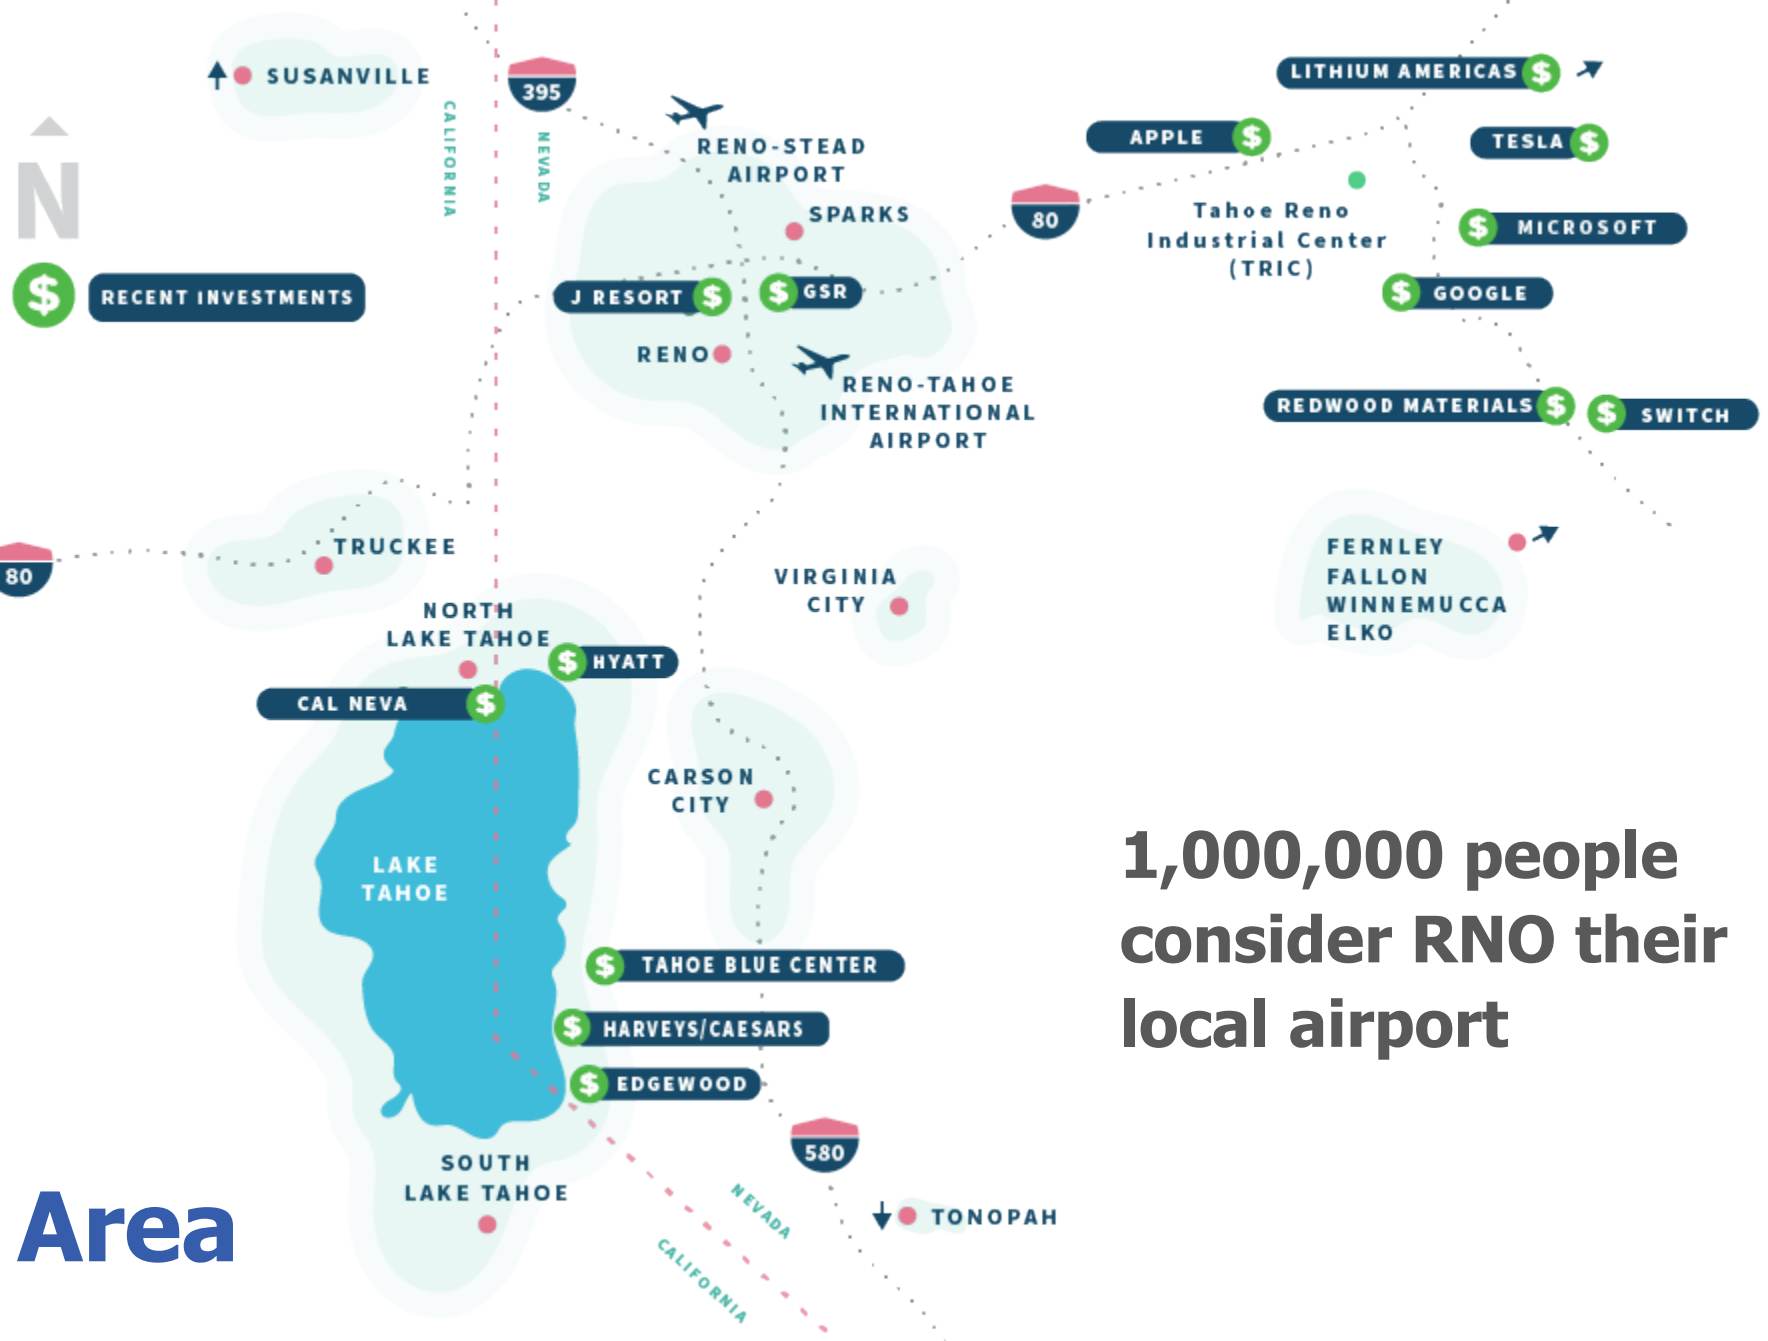 SUSANVILLE
CALIFORNIA
395
NEVADA
N
RECENT INVESTMENTS
$
RENO-STEAD
AIRPORT
SPARKS
J RESORT $
$ GSR
RENO
RENO-TAHOE
INTERNATIONAL
AIRPORT
80
LITHIUM AMERICAS $
APPLE $
TESLA $
Tahoe Reno
Industrial Center
(TRIC)
$ MICROSOFT
$ GOOGLE
REDWOOD MATERIALS $
$ SWITCH
FERNLEY
FALLON
WINNEMUCCA
ELKO
80
TRUCKEE
VIRGINIA
CITY
NORTH
LAKE TAHOE
$ HYATT
CAL NEVA $
CARSON
CITY
LAKE
TAHOE
$ TAHOE BLUE CENTER
$ HARVEYS/CAESARS
$ EDGEWOOD
580
SOUTH
LAKE TAHOE
NEVADA
CALIFORNIA
TONOPAH
1,000,000 people
consider RNO their
local airport
Area